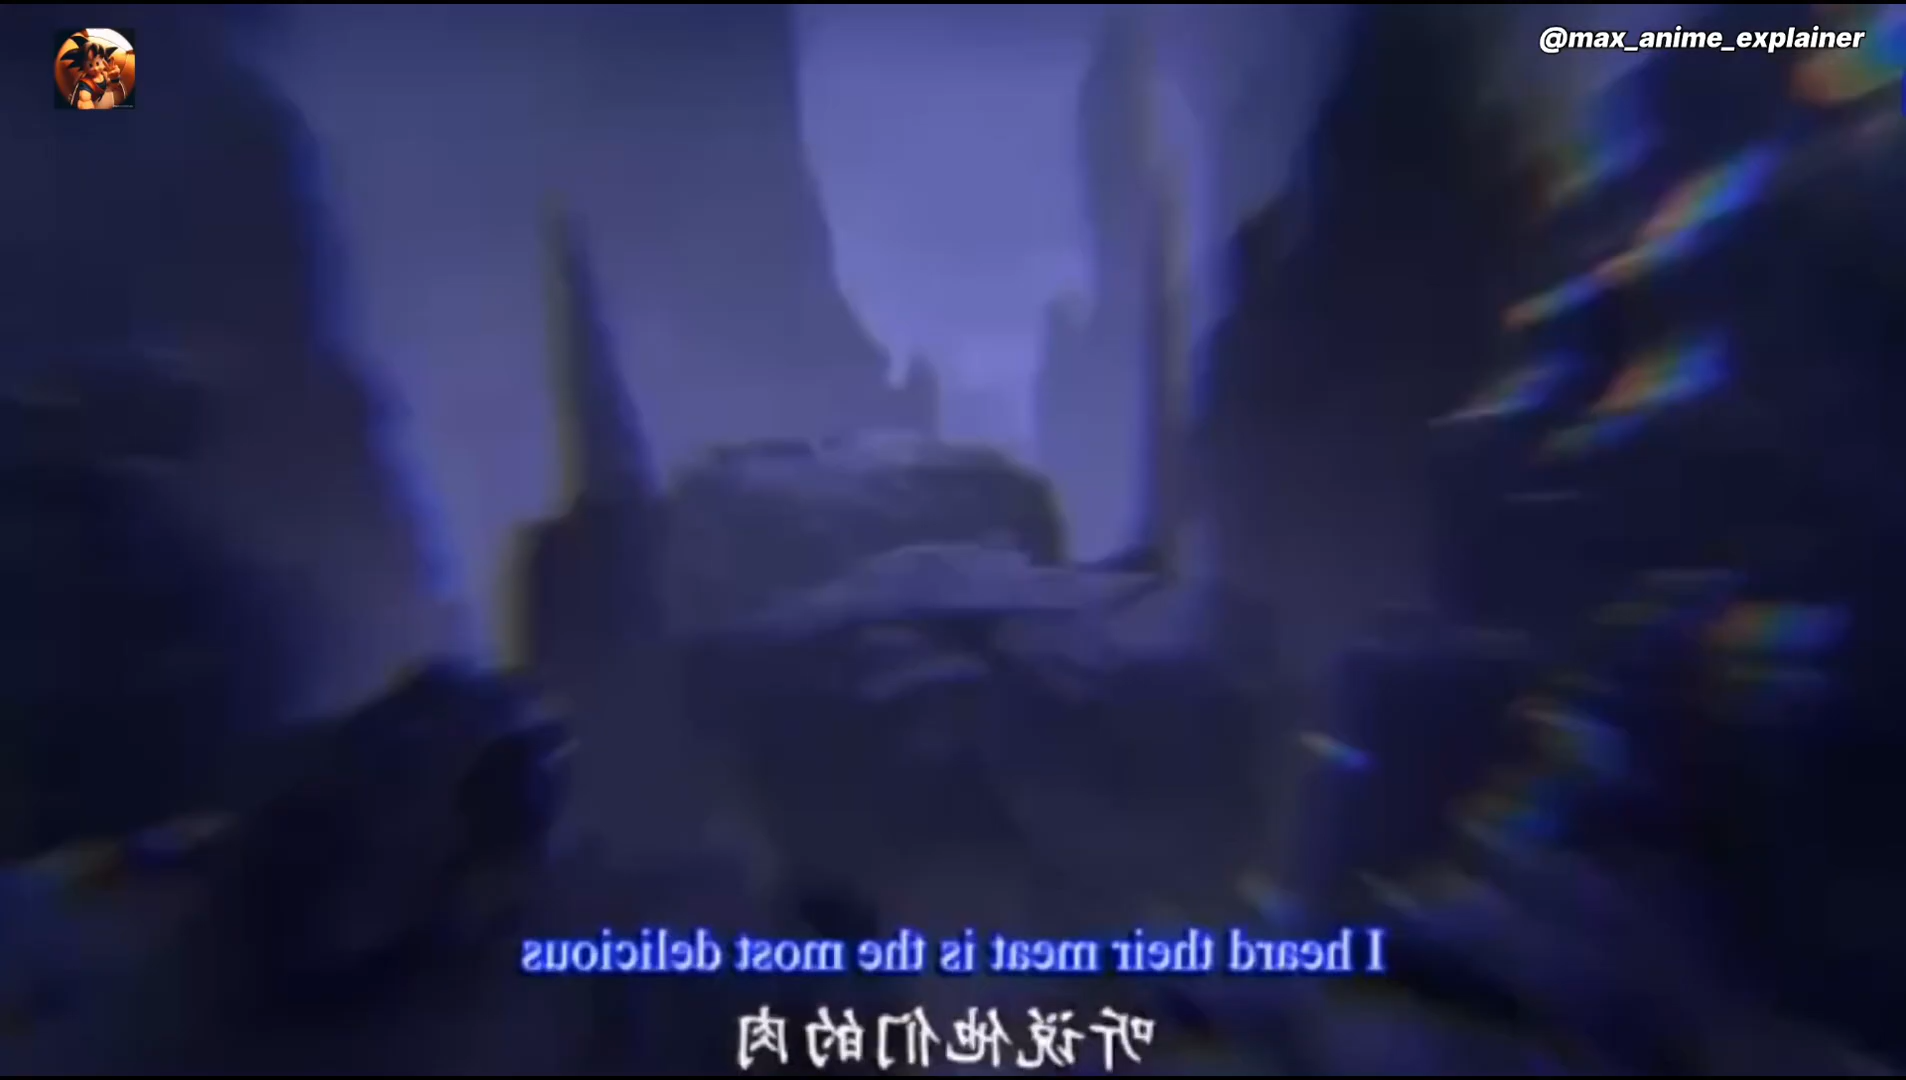 @max_anime_explainer
I heard their meat is the most delicious
听说他们的肉